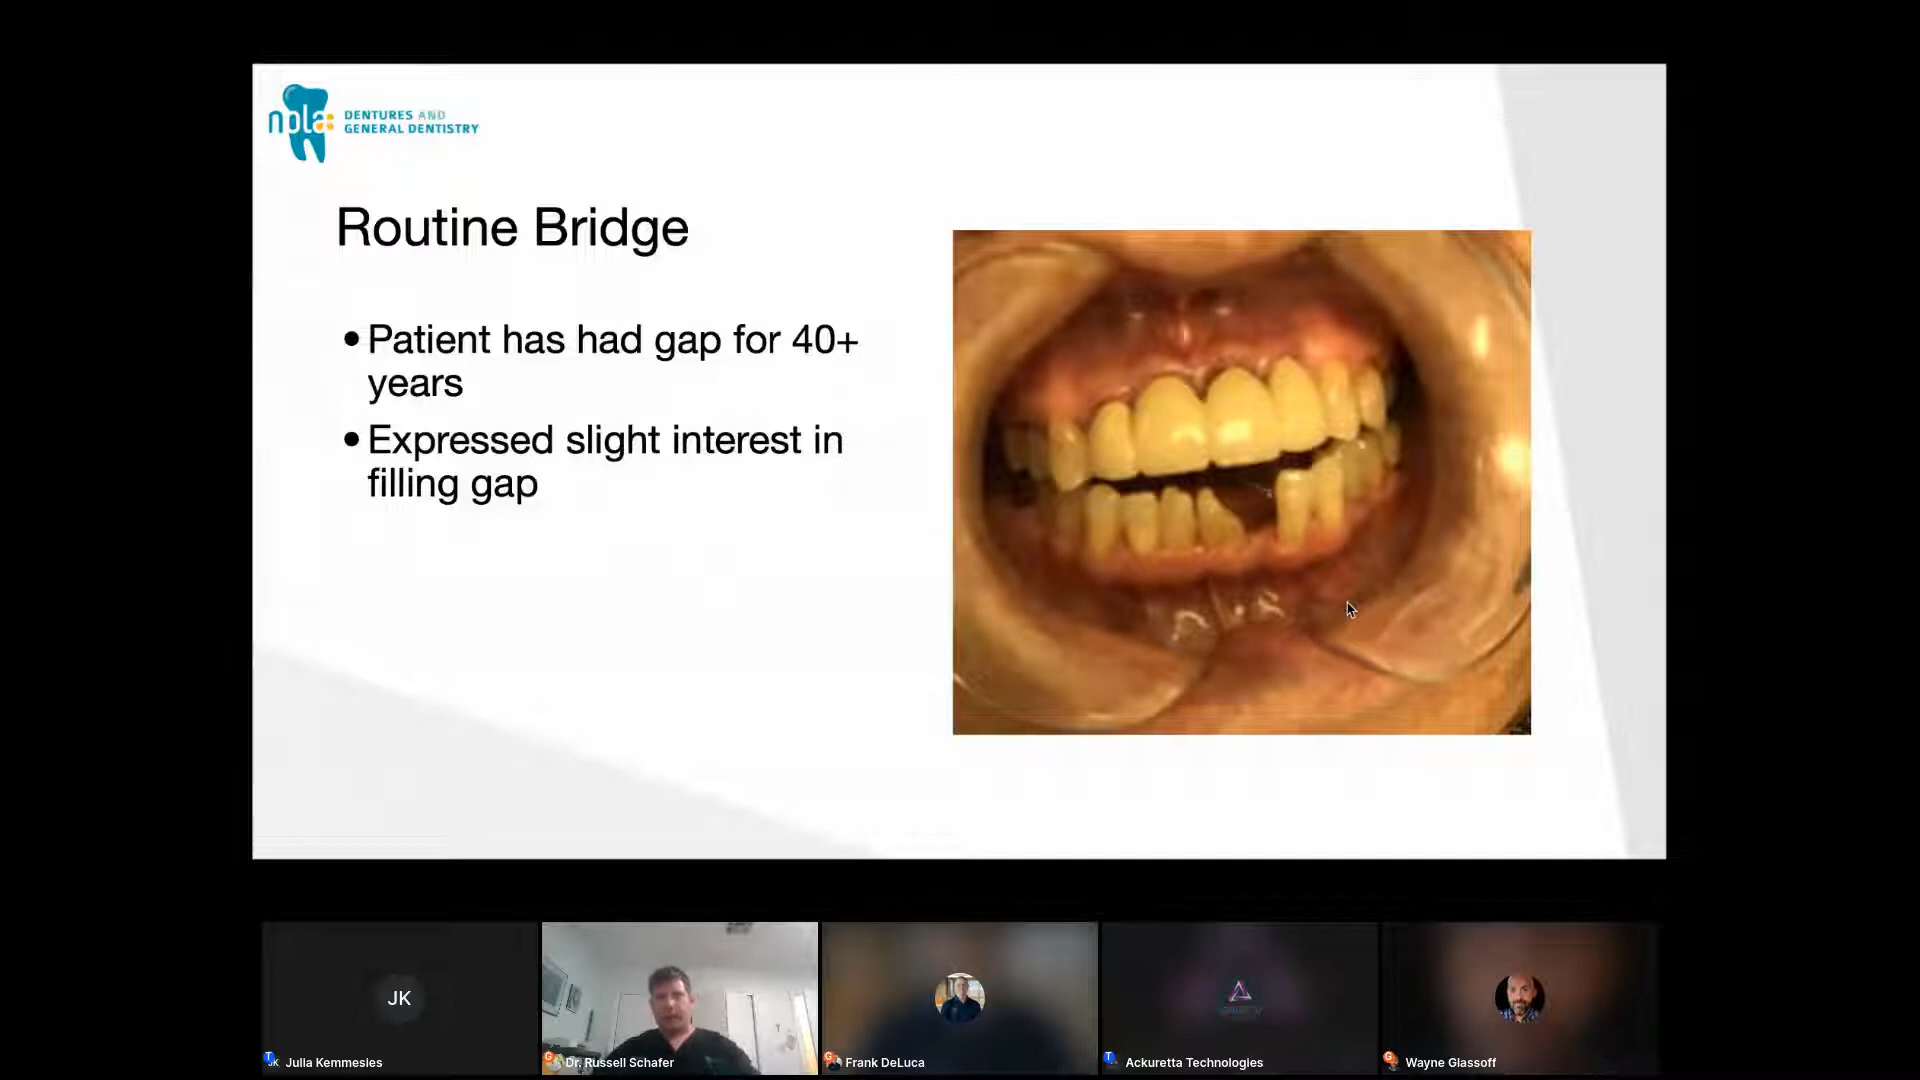 npla:
DENTURES AND
GENERAL DENTISTRY
Routine Bridge
• Patient has had gap for 40+
years
• Expressed slight interest in
filling gap
JK
T
JK
Julia Kemmesies
G
Dr. Russell Schafer
G
Frank DeLuca
T
Ackuretta Technologies
G
Wayne Glassoff